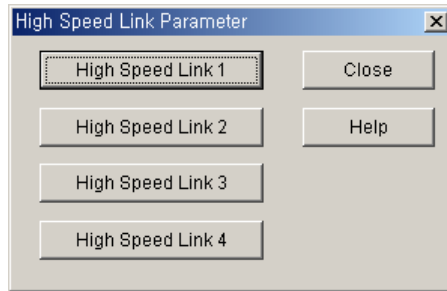 High Speed Link Parameter
High Speed Link 1
Close
High Speed Link 2
Help
High Speed Link 3
High Speed Link 4